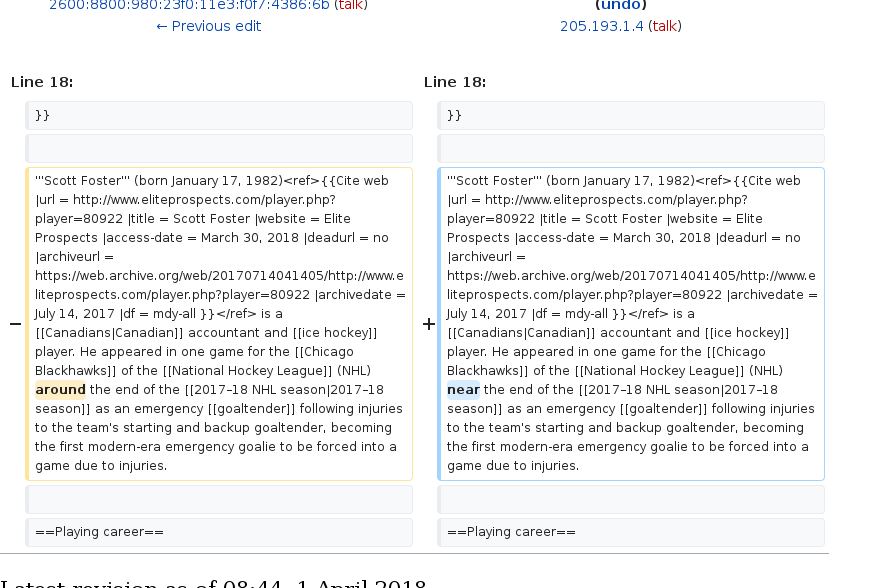 2600:8800:980:23f0:11e3:f0f7:4386:6b (talk)
← Previous edit
(undo)
205.193.1.4 (talk)
Line 18:
}}
'''Scott Foster''' (born January 17, 1982)<ref>{{Cite web
|url = http://www.eliteprospects.com/player.php?
player=80922 |title = Scott Foster |website = Elite
Prospects |access-date = March 30, 2018 |deadurl = no
|archiveurl =
https://web.archive.org/web/20170714041405/http://www.e
liteprospects.com/player.php?player=80922 |archivedate =
July 14, 2017 |df = mdy-all }}</ref> is a
− [[Canadians|Canadian]] accountant and [[ice hockey]]
player. He appeared in one game for the [[Chicago
Blackhawks]] of the [[National Hockey League]] (NHL)
around the end of the [[2017–18 NHL season|2017–18
season]] as an emergency [[goaltender]] following injuries
to the team's starting and backup goaltender, becoming
the first modern-era emergency goalie to be forced into a
game due to injuries.
==Playing career==
Line 18:
}}
'''Scott Foster''' (born January 17, 1982)<ref>{{Cite web
|url = http://www.eliteprospects.com/player.php?
player=80922 |title = Scott Foster |website = Elite
Prospects |access-date = March 30, 2018 |deadurl = no
|archiveurl =
https://web.archive.org/web/20170714041405/http://www.e
liteprospects.com/player.php?player=80922 |archivedate =
July 14, 2017 |df = mdy-all }}</ref> is a
+ [[Canadians|Canadian]] accountant and [[ice hockey]]
player. He appeared in one game for the [[Chicago
Blackhawks]] of the [[National Hockey League]] (NHL)
near the end of the [[2017–18 NHL season|2017–18
season]] as an emergency [[goaltender]] following injuries
to the team's starting and backup goaltender, becoming
the first modern-era emergency goalie to be forced into a
game due to injuries.
==Playing career==
Latest revision as of 08:44, 1 April 2018